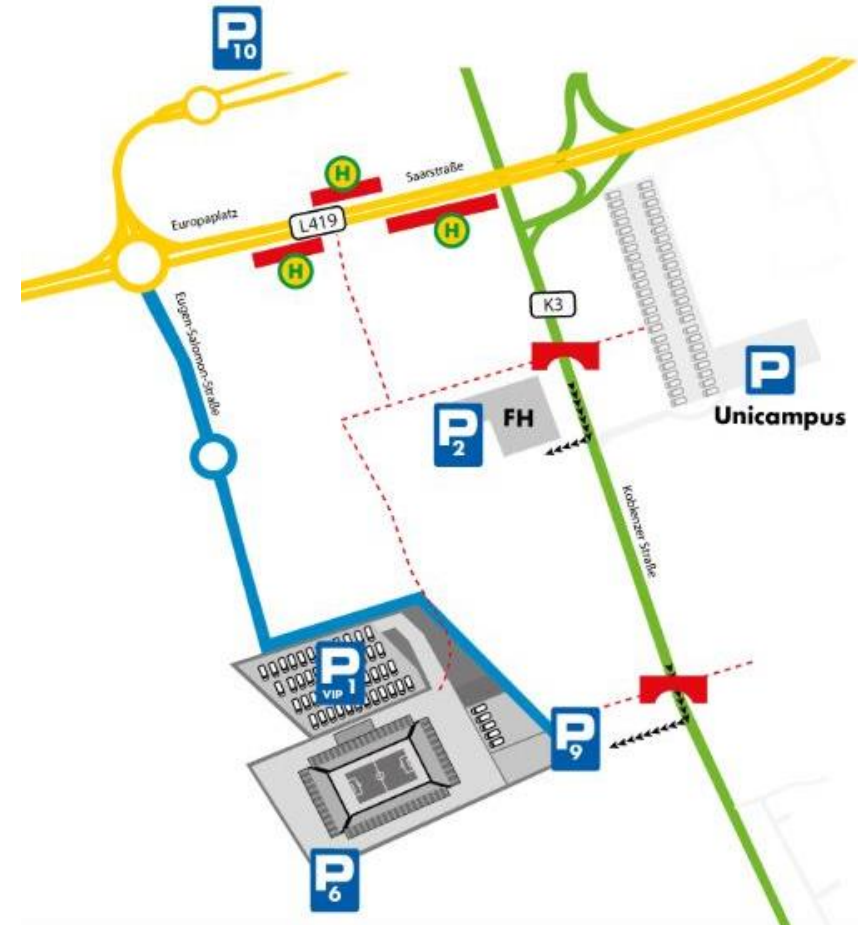 P
10
H
Saarstraße
Europaplatz
L419
H
H
Eugen-Salomon-Straße
K3
P
Unicampus
P
2
FH
Koblenzer Straße
P
VIP 1
P
9
P
6